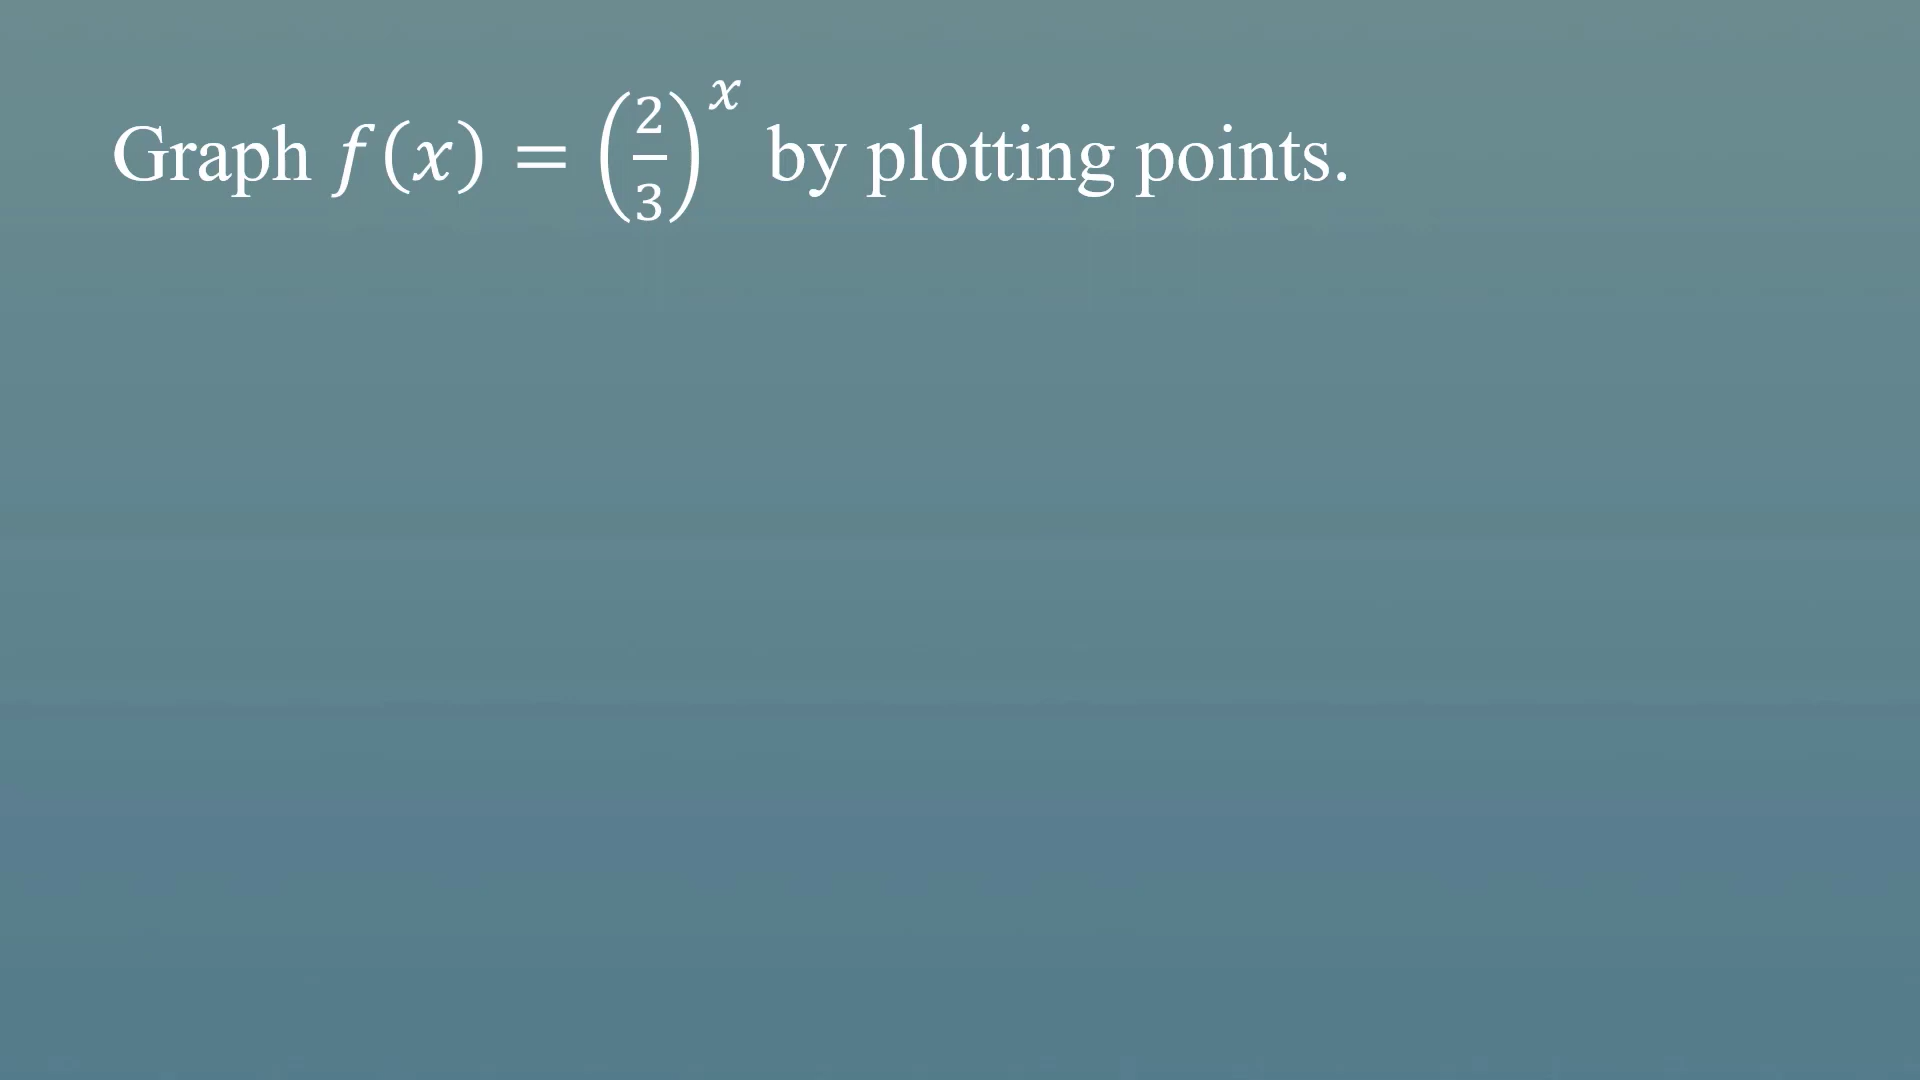 Graph f(x) = (2/3)^x by plotting points.